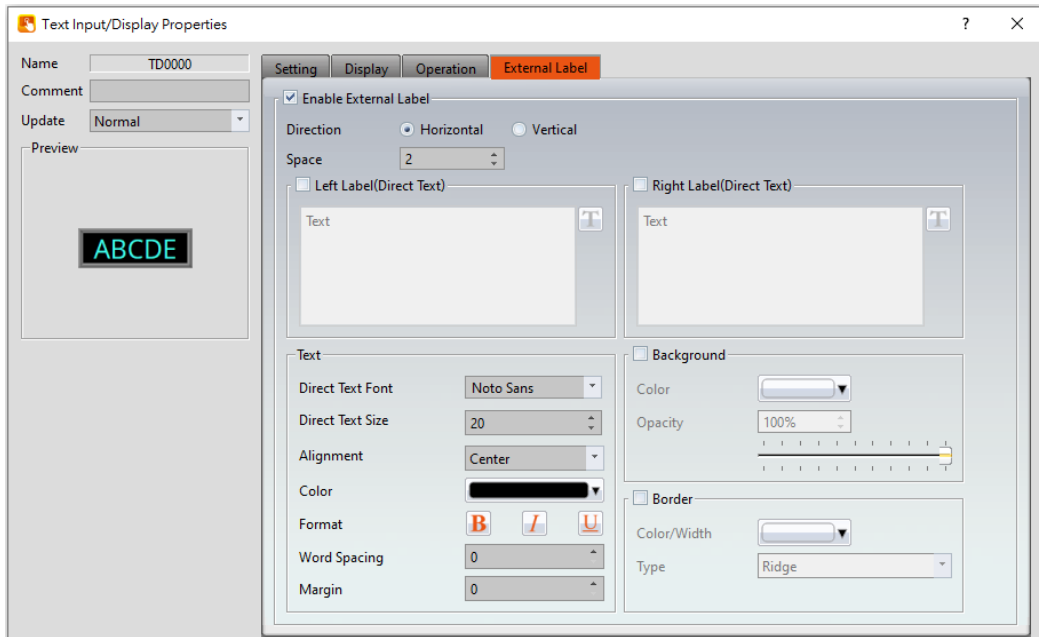 Text Input/Display Properties ? ×
Name TD0000
Comment
Update Normal
Preview
ABCDE
Setting Display Operation External Label
Enable External Label
Direction Horizontal Vertical
Space 2
Left Label(Direct Text)
Text T
Right Label(Direct Text)
Text T
Text
Direct Text Font Noto Sans
Direct Text Size 20
Alignment Center
Color
Format B I U
Word Spacing 0
Margin 0
Background
Color
Opacity 100%
Border
Color/Width
Type Ridge